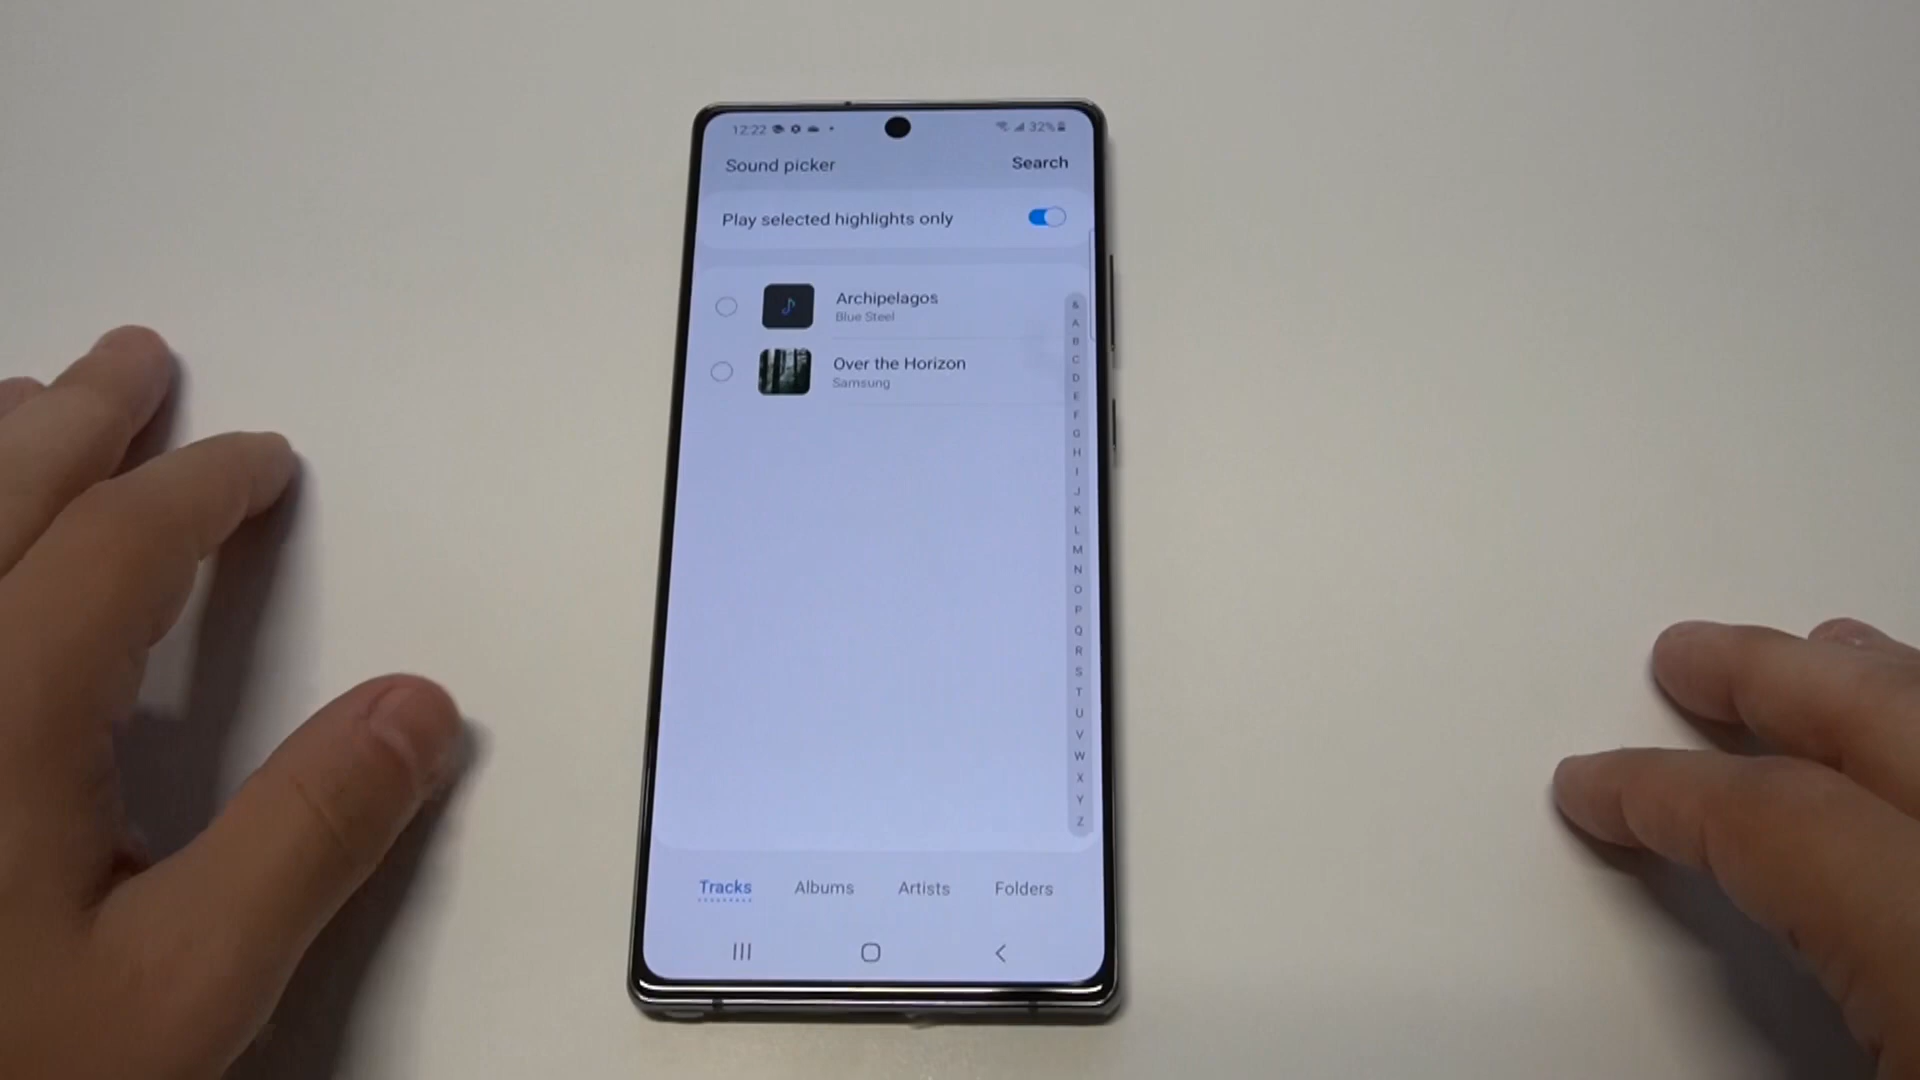 12:22
32%
Sound picker
Search
Play selected highlights only
Archipelagos
Blue Steel
Over the Horizon
Samsung
&
A
B
C
D
E
F
G
H
I
J
K
L
M
N
O
P
Q
R
S
T
U
V
W
X
Y
Z
Tracks
Albums
Artists
Folders